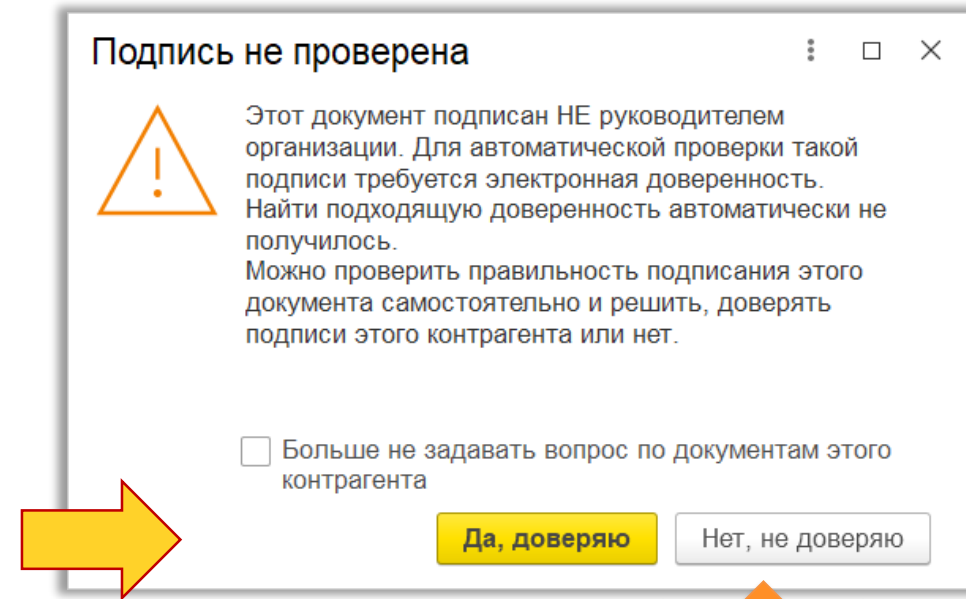 Подпись не проверена
Этот документ подписан НЕ руководителем
организации. Для автоматической проверки такой
подписи требуется электронная доверенность.
Найти подходящую доверенность автоматически не
получилось.
Можно проверить правильность подписания этого
документа самостоятельно и решить, доверять
подписи этого контрагента или нет.
Больше не задавать вопрос по документам этого
контрагента
Да, доверяю
Нет, не доверяю